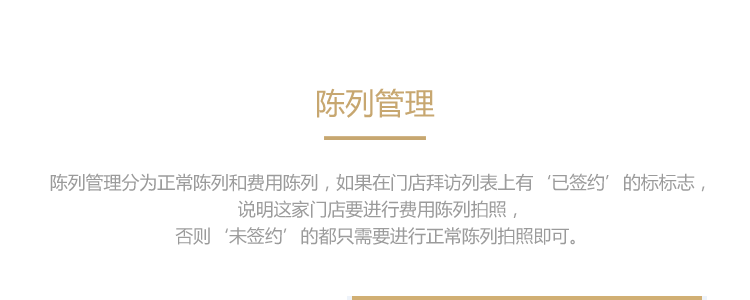 陈列管理
陈列管理分为正常陈列和费用陈列，如果在门店拜访列表上有‘已签约’的标标志，
说明这家门店要进行费用陈列拍照，
否则‘未签约’的都只需要进行正常陈列拍照即可。